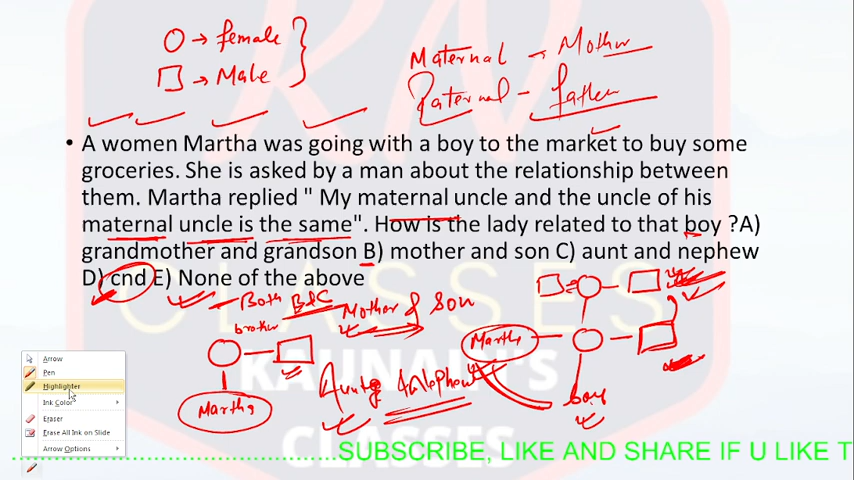 ○ → female
□ → Male
Maternal - Mother
Paternal - father
• A women Martha was going with a boy to the market to buy some
groceries. She is asked by a man about the relationship between
them. Martha replied " My maternal uncle and the uncle of his
maternal uncle is the same". How is the lady related to that boy ?A)
grandmother and grandson B) mother and son C) aunt and nephew
D) cnd E) None of the above
Both B&C
Mother & Son
brother
Martha
Martha
Aunty & Nephew
boy
Arrow
Pen
Highlighter
Ink Color
Eraser
Erase All Ink on Slide
Arrow Options
CLASSES
SUBSCRIBE, LIKE AND SHARE IF U LIKE T